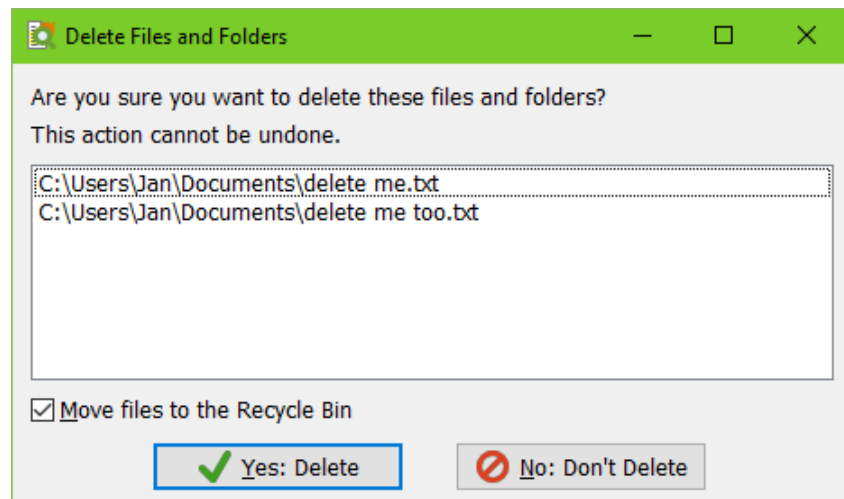 Delete Files and Folders
Are you sure you want to delete these files and folders?
This action cannot be undone.
C:\Users\Jan\Documents\delete me.txt
C:\Users\Jan\Documents\delete me too.txt
Move files to the Recycle Bin
Yes: Delete
No: Don't Delete